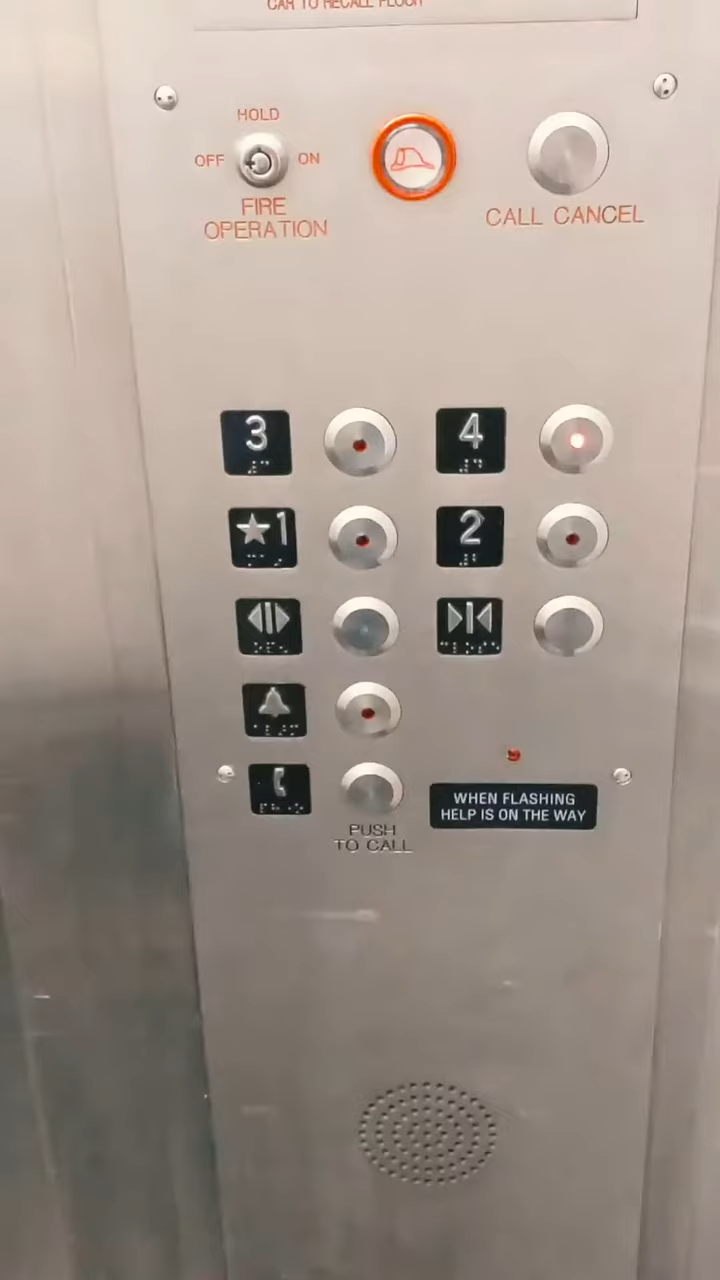 CAR TO RECALL FLOOR
HOLD
OFF ON
FIRE
OPERATION
CALL CANCEL
3 4
★1 2
PUSH
TO CALL
WHEN FLASHING
HELP IS ON THE WAY